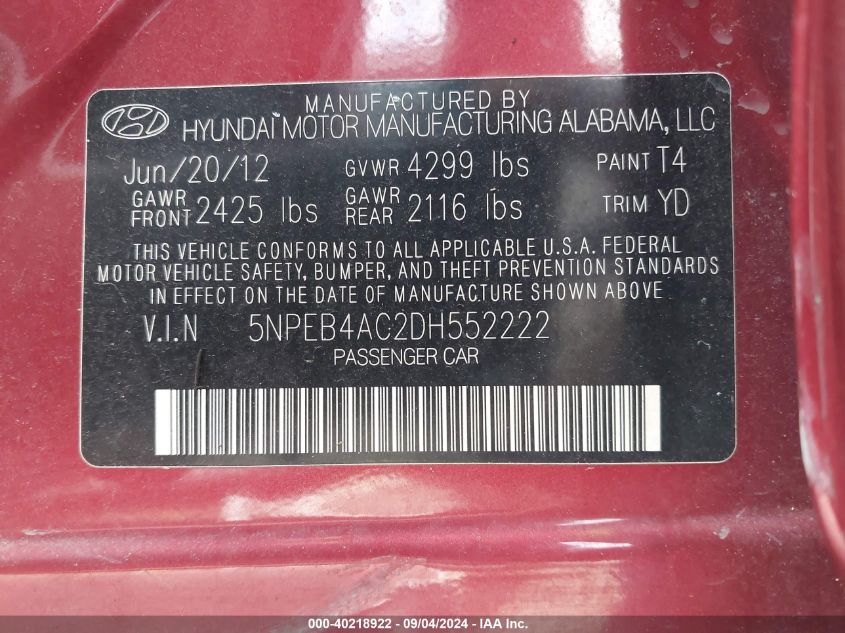 MANUFACTURED BY
HYUNDAI MOTOR MANUFACTURING ALABAMA, LLC
Jun/20/12 GVWR 4299 lbs PAINT T4
GAWR FRONT 2425 lbs GAWR REAR 2116 lbs TRIM YD
THIS VEHICLE CONFORMS TO ALL APPLICABLE U.S.A. FEDERAL
MOTOR VEHICLE SAFETY, BUMPER, AND THEFT PREVENTION STANDARDS
IN EFFECT ON THE DATE OF MANUFACTURE SHOWN ABOVE
V.I.N 5NPEB4AC2DH552222
PASSENGER CAR
000-40218922 - 09/04/2024 - IAA Inc.